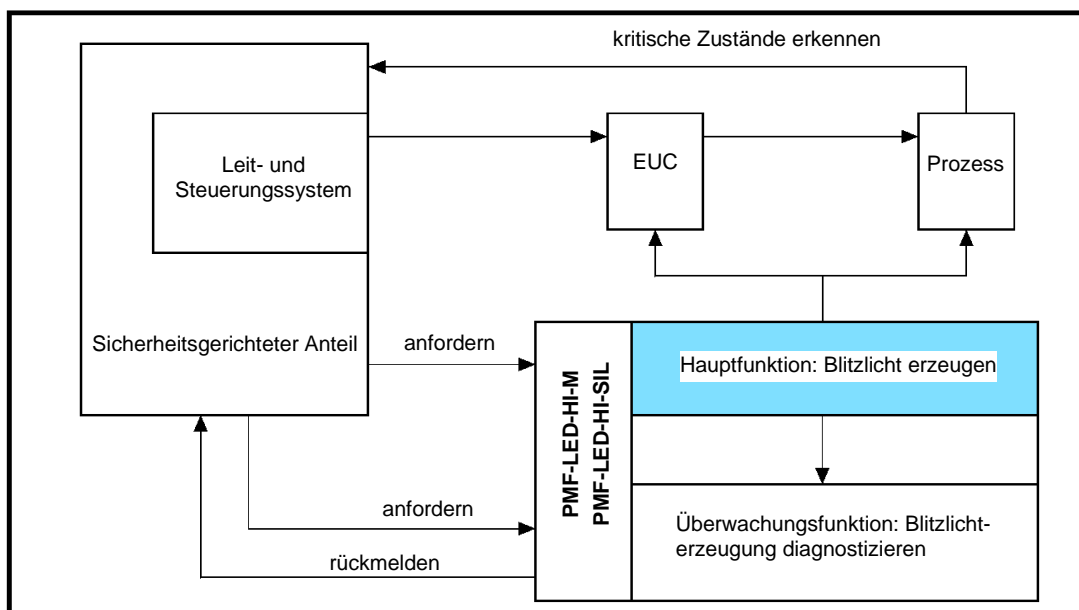 kritische Zustände erkennen
Leit- und
Steuerungssystem
EUC
Prozess
Sicherheitsgerichteter Anteil
anfordern
PMF-LED-HI-M
PMF-LED-HI-SIL
Hauptfunktion: Blitzlicht erzeugen
anfordern
Überwachungsfunktion: Blitzlicht-
erzeugung diagnostizieren
rückmelden